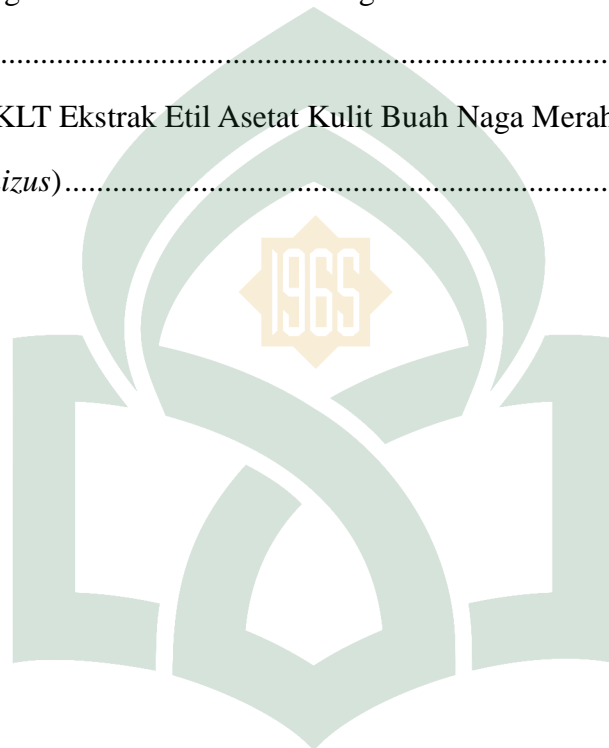 .................................................................................
KLT Ekstrak Etil Asetat Kulit Buah Naga Merah
izus).........................................................................
1965